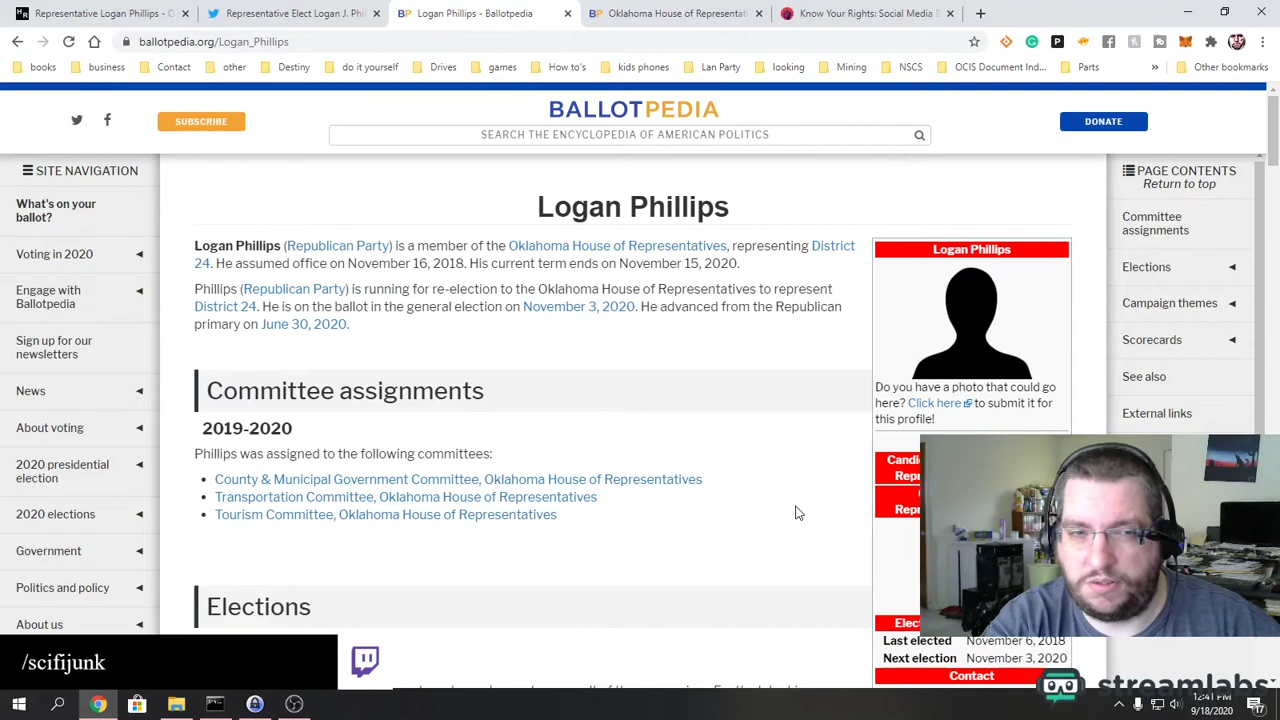 Representative Logan Phillips - O
Representative Elect Logan J. Phil
Logan Phillips - Ballotpedia
Oklahoma House of Representati
Know Your Rights: Social Media B
ballotpedia.org/Logan_Phillips
books
business
Contact
other
Destiny
do it yourself
Drives
games
How to's
kids phones
Lan Party
looking
Mining
NSCS
OCIS Document Ind...
Parts
Other bookmarks
SUBSCRIBE
BALLOTPEDIA
SEARCH THE ENCYCLOPEDIA OF AMERICAN POLITICS
DONATE
SITE NAVIGATION
What's on your
ballot?
Voting in 2020
Engage with
Ballotpedia
Sign up for our
newsletters
News
About voting
2020 presidential
election
2020 elections
Government
Politics and policy
About us
Logan Phillips
Logan Phillips (Republican Party) is a member of the Oklahoma House of Representatives, representing District
24. He assumed office on November 16, 2018. His current term ends on November 15, 2020.
Phillips (Republican Party) is running for re-election to the Oklahoma House of Representatives to represent
District 24. He is on the ballot in the general election on November 3, 2020. He advanced from the Republican
primary on June 30, 2020.
Committee assignments
2019-2020
Phillips was assigned to the following committees:
County & Municipal Government Committee, Oklahoma House of Representatives
Transportation Committee, Oklahoma House of Representatives
Tourism Committee, Oklahoma House of Representatives
Elections
Logan Phillips
Do you have a photo that could go
here? Click here to submit it for
this profile!
Candi
Repr
Repr
Elec
Last elected November 6, 2018
Next election November 3, 2020
Contact
PAGE CONTENTS
Return to top
Committee
assignments
Elections
Campaign themes
Scorecards
See also
External links
/scifijunk
streamlabs
12:41 PM
9/18/2020
17